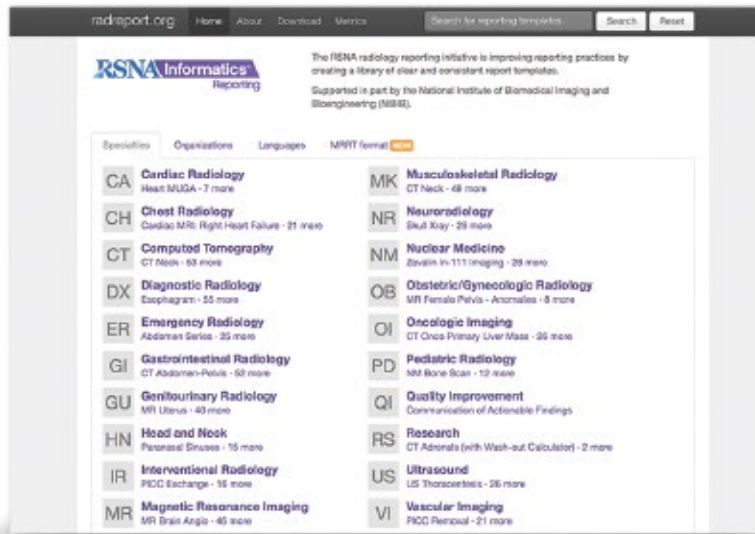 radreport.org Home About Download Metrics Search for reporting templates. Search Reset
RSNA Informatics
Reporting
The RSNA radiology reporting initiative is improving reporting practices by
creating a library of clear and consistent report templates.
Supported in part by the National Institute of Biomedical Imaging and
Bioengineering (NIBIB).
Specialties Organizations Languages MRRT format NEW
CA Cardiac Radiology
Heart MUGA - 7 more
CH Chest Radiology
Cardiac MRI: Right Heart Failure - 21 more
CT Computed Tomography
CT Neck - 53 more
DX Diagnostic Radiology
Esophagram - 55 more
ER Emergency Radiology
Abdomen Series - 25 more
GI Gastrointestinal Radiology
CT Abdomen-Pelvis - 52 more
GU Genitourinary Radiology
MR Uterus - 40 more
HN Head and Neck
Paranasal Sinuses - 15 more
IR Interventional Radiology
PICC Exchange - 16 more
MR Magnetic Resonance Imaging
MR Brain Angio - 46 more
MK Musculoskeletal Radiology
CT Neck - 48 more
NR Neuroradiology
Skull Xray - 29 more
NM Nuclear Medicine
Zevalin In-111 Imaging - 28 more
OB Obstetric/Gynecologic Radiology
MR Female Pelvis - Anomalies - 8 more
OI Oncologic Imaging
CT Onco Primary Liver Mass - 26 more
PD Pediatric Radiology
NM Bone Scan - 12 more
QI Quality Improvement
Communication of Actionable Findings
RS Research
CT Adrenals (with Wash-out Calculator) - 2 more
US Ultrasound
US Thoracentesis - 26 more
VI Vascular Imaging
PICC Removal - 21 more